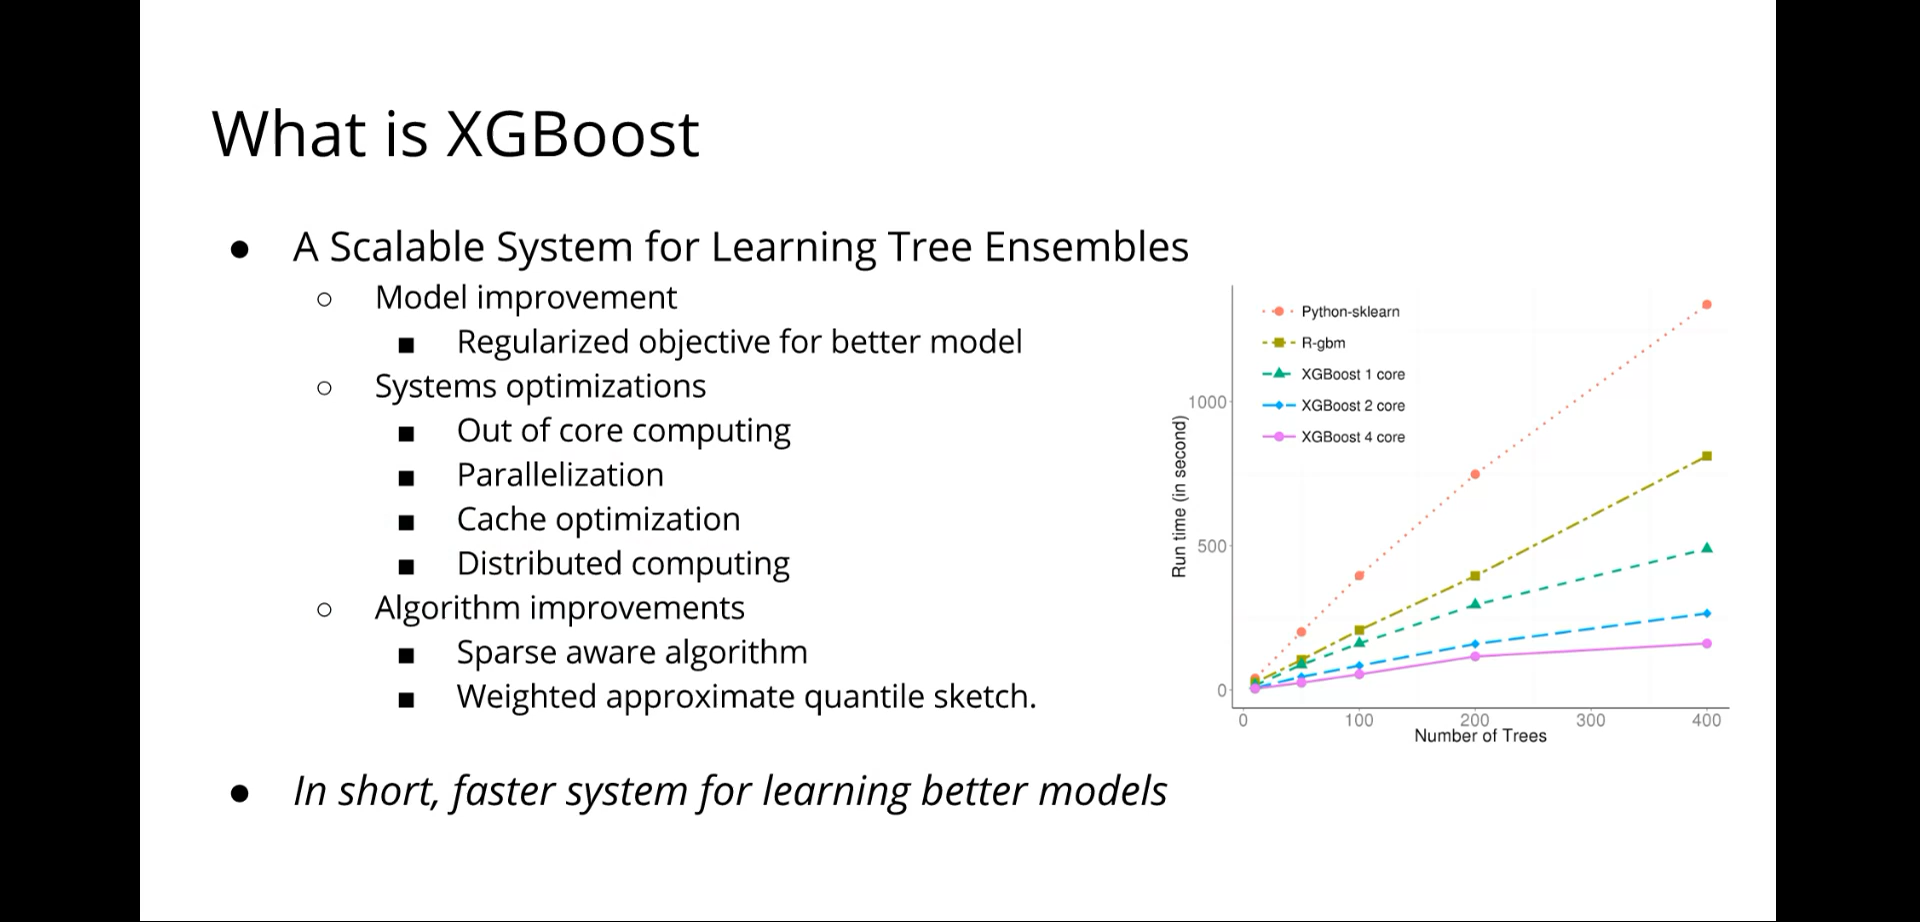 What is XGBoost
● A Scalable System for Learning Tree Ensembles
○ Model improvement
■ Regularized objective for better model
○ Systems optimizations
■ Out of core computing
■ Parallelization
■ Cache optimization
■ Distributed computing
○ Algorithm improvements
■ Sparse aware algorithm
■ Weighted approximate quantile sketch.
● In short, faster system for learning better models
Python-sklearn
R-gbm
XGBoost 1 core
XGBoost 2 core
XGBoost 4 core
Run time (in second)
1000
500
0
0 100 200 300 400
Number of Trees